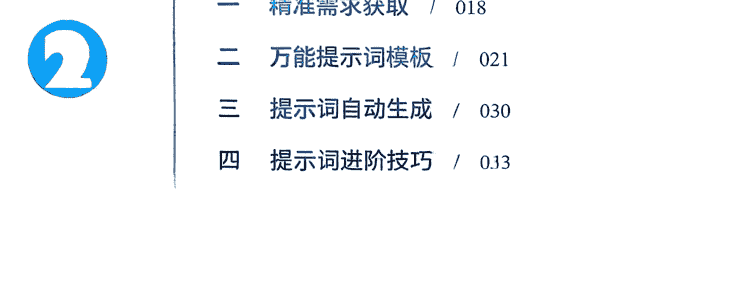 2
一 精准需求获取 / 018
二 万能提示词模板 / 021
三 提示词自动生成 / 030
四 提示词进阶技巧 / 033